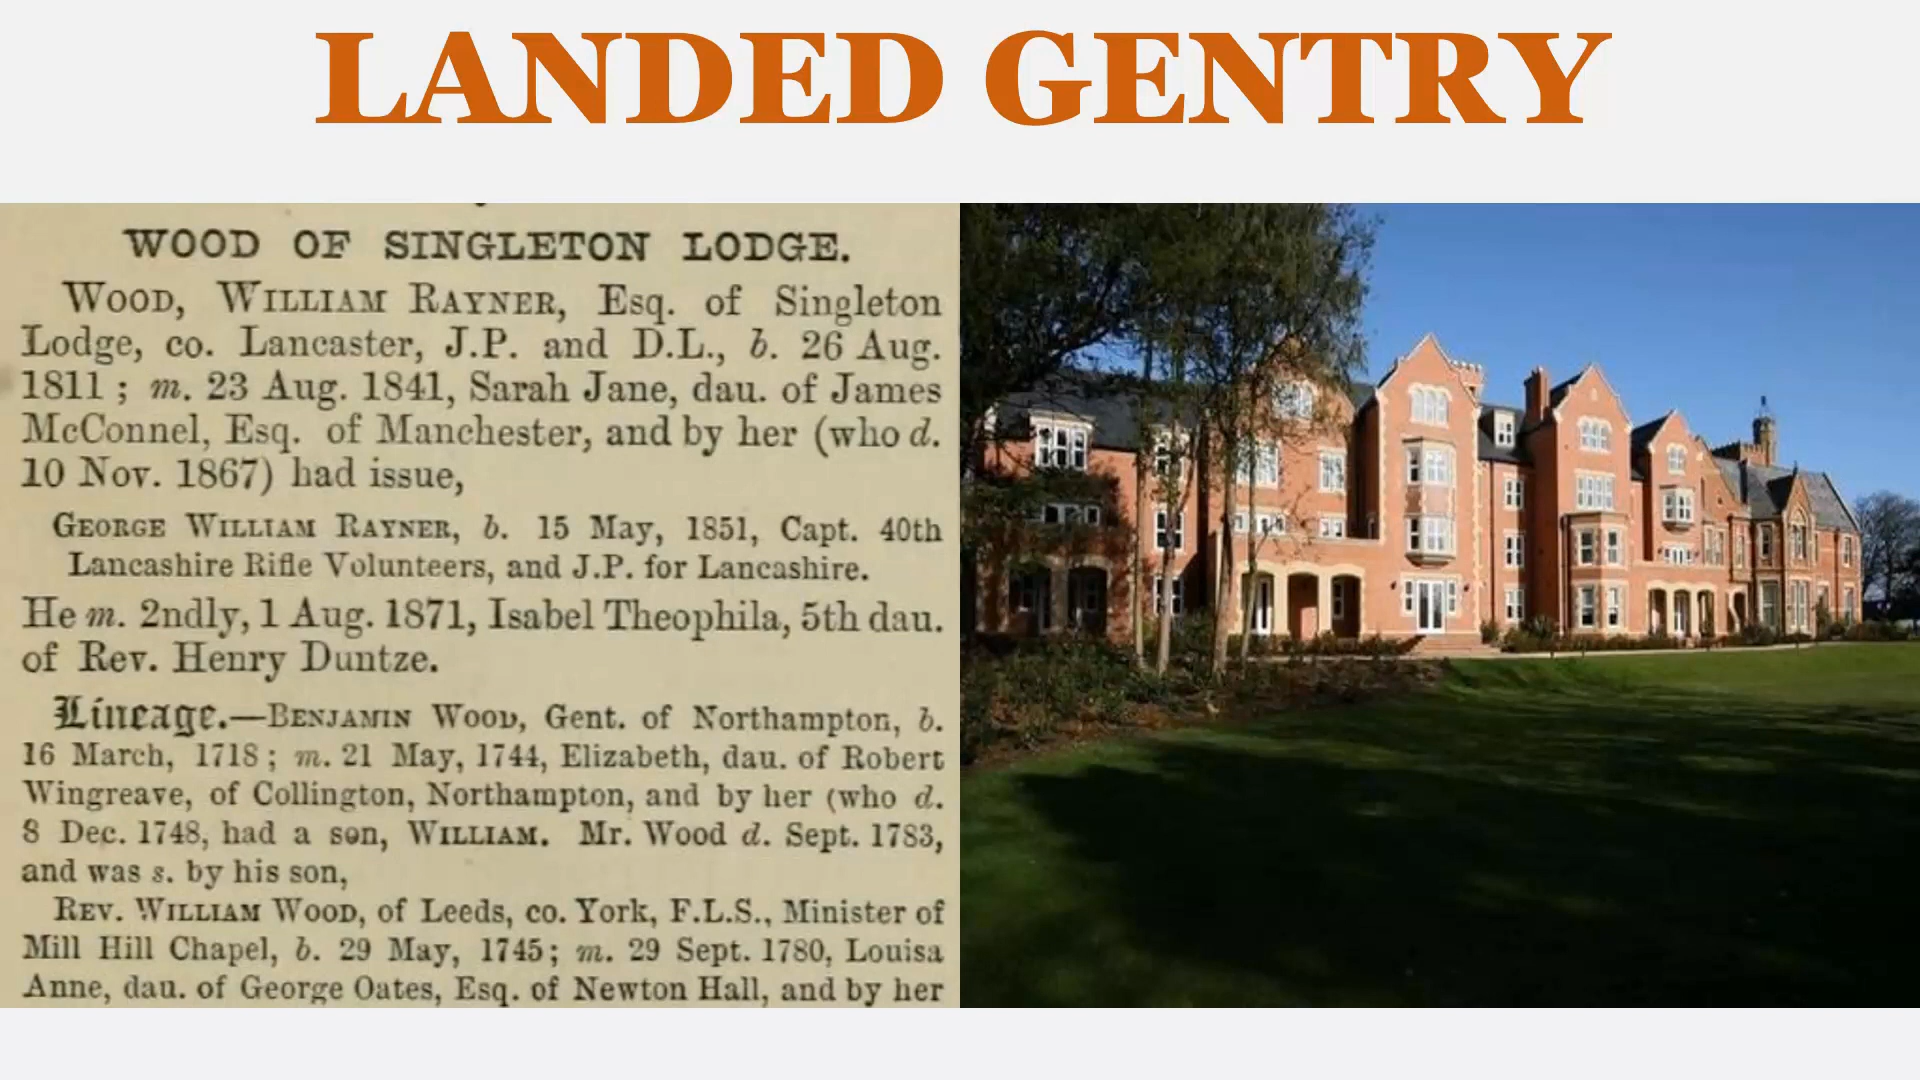 LANDED GENTRY
WOOD OF SINGLETON LODGE.
WOOD, WILLIAM RAYNER, Esq. of Singleton
Lodge, co. Lancaster, J.P. and D.L., b. 26 Aug.
1811; m. 23 Aug. 1841, Sarah Jane, dau. of James
McConnel, Esq. of Manchester, and by her (who d.
10 Nov. 1867) had issue,
GEORGE WILLIAM RAYNER, b. 15 May, 1851, Capt. 40th
Lancashire Rifle Volunteers, and J.P. for Lancashire.
He m. 2ndly, 1 Aug. 1871, Isabel Theophila, 5th dau.
of Rev. Henry Duntze.
Lineage.—BENJAMIN WOOD, Gent. of Northampton, b.
16 March, 1718; m. 21 May, 1744, Elizabeth, dau. of Robert
Wingreave, of Collington, Northampton, and by her (who d.
8 Dec. 1748, had a son, WILLIAM. Mr. Wood d. Sept. 1783,
and was s. by his son,
REV. WILLIAM WOOD, of Leeds, co. York, F.L.S., Minister of
Mill Hill Chapel, b. 29 May, 1745; m. 29 Sept. 1780, Louisa
Anne, dau. of George Oates, Esq. of Newton Hall, and by her